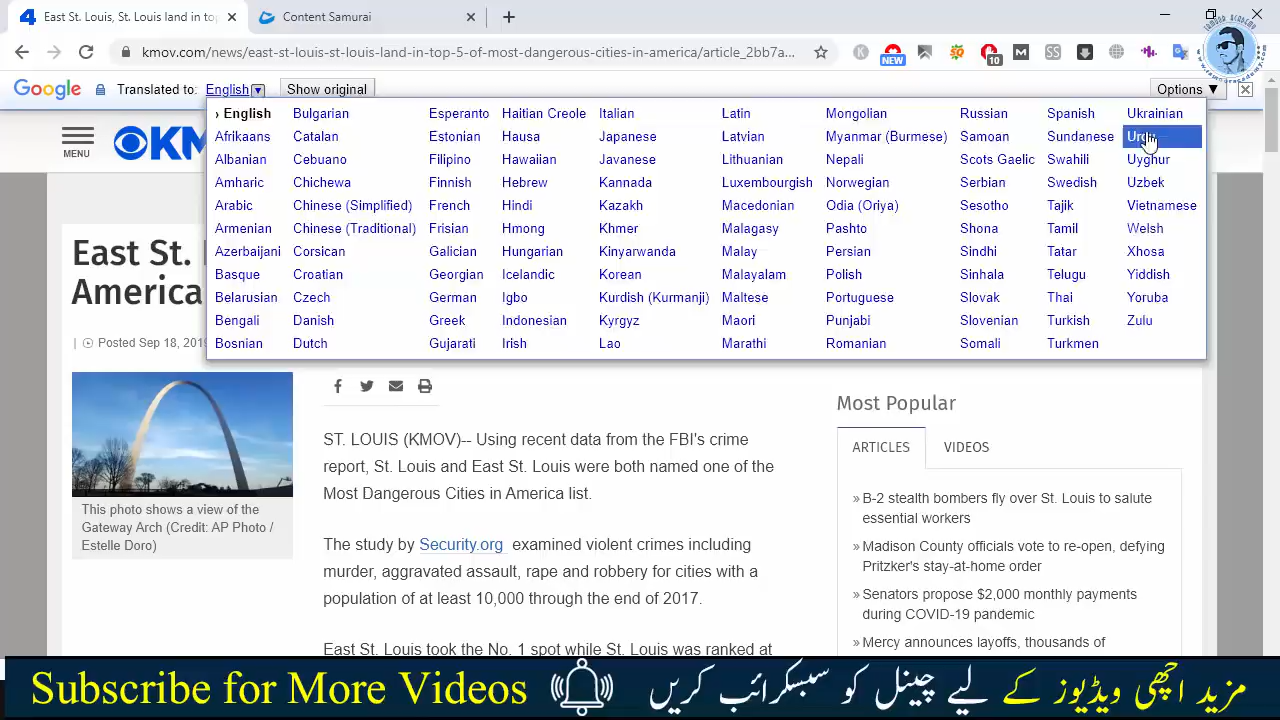 East St. Louis, St. Louis land in to
Content Samurai
kmov.com/news/east-st-louis-st-louis-land-in-top-5-of-most-dangerous-cities-in-america/article_2bb7a...
NEW
10
Google Translated to: English Show original Options ▼
› English Bulgarian Esperanto Haitian Creole Italian Latin Mongolian Russian Spanish Ukrainian
Afrikaans Catalan Estonian Hausa Japanese Latvian Myanmar (Burmese) Samoan Sundanese Urdu
Albanian Cebuano Filipino Hawaiian Javanese Lithuanian Nepali Scots Gaelic Swahili Uyghur
Amharic Chichewa Finnish Hebrew Kannada Luxembourgish Norwegian Serbian Swedish Uzbek
Arabic Chinese (Simplified) French Hindi Kazakh Macedonian Odia (Oriya) Sesotho Tajik Vietnamese
Armenian Chinese (Traditional) Frisian Hmong Khmer Malagasy Pashto Shona Tamil Welsh
Azerbaijani Corsican Galician Hungarian Kinyarwanda Malay Persian Sindhi Tatar Xhosa
Basque Croatian Georgian Icelandic Korean Malayalam Polish Sinhala Telugu Yiddish
Belarusian Czech German Igbo Kurdish (Kurmanji) Maltese Portuguese Slovak Thai Yoruba
Bengali Danish Greek Indonesian Kyrgyz Maori Punjabi Slovenian Turkish Zulu
Bosnian Dutch Gujarati Irish Lao Marathi Romanian Somali Turkmen
MENU
KM
East St.
America
| Posted Sep 18, 2019
This photo shows a view of the
Gateway Arch (Credit: AP Photo /
Estelle Doro)
ST. LOUIS (KMOV)-- Using recent data from the FBI's crime
report, St. Louis and East St. Louis were both named one of the
Most Dangerous Cities in America list.
The study by Security.org examined violent crimes including
murder, aggravated assault, rape and robbery for cities with a
population of at least 10,000 through the end of 2017.
East St. Louis took the No. 1 spot while St. Louis was ranked at
Most Popular
ARTICLES VIDEOS
» B-2 stealth bombers fly over St. Louis to salute
essential workers
» Madison County officials vote to re-open, defying
Pritzker's stay-at-home order
» Senators propose $2,000 monthly payments
during COVID-19 pandemic
» Mercy announces layoffs, thousands of
Subscribe for More Videos
مزید اچھی ویڈیوز کے لیے چینل کو سبسکرائب کریں